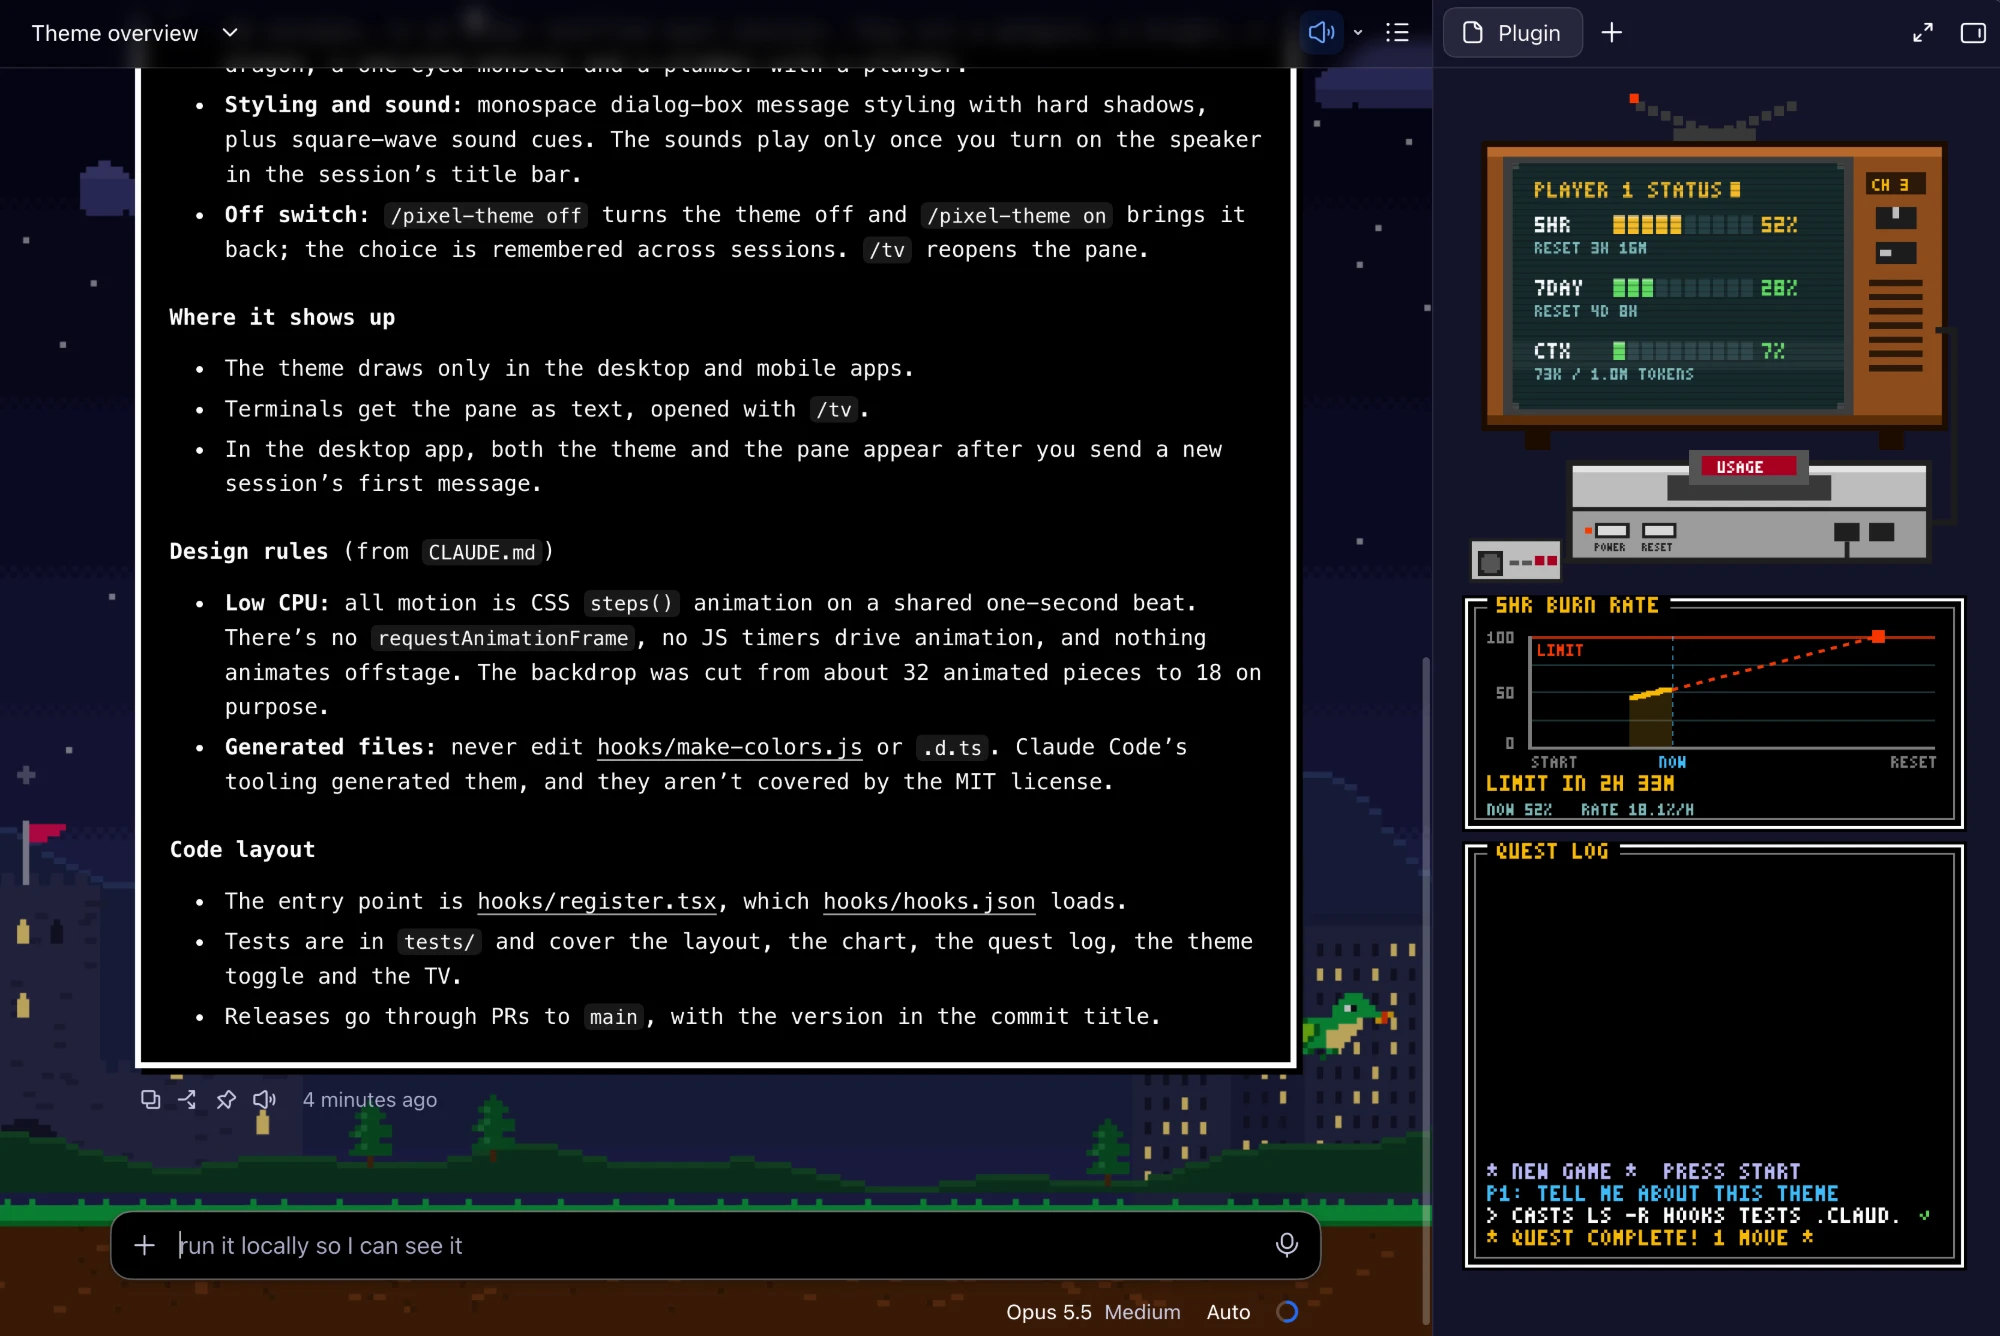 Theme overview
dragon, a one-eyed monster and a plumber with a plunger.
• Styling and sound: monospace dialog-box message styling with hard shadows,
plus square-wave sound cues. The sounds play only once you turn on the speaker
in the session’s title bar.
• Off switch: /pixel-theme off turns the theme off and /pixel-theme on brings it
back; the choice is remembered across sessions. /tv reopens the pane.
Where it shows up
• The theme draws only in the desktop and mobile apps.
• Terminals get the pane as text, opened with /tv.
• In the desktop app, both the theme and the pane appear after you send a new
session’s first message.
Design rules (from CLAUDE.md)
• Low CPU: all motion is CSS steps() animation on a shared one-second beat.
There’s no requestAnimationFrame, no JS timers drive animation, and nothing
animates offstage. The backdrop was cut from about 32 animated pieces to 18 on
purpose.
• Generated files: never edit hooks/make-colors.js or .d.ts. Claude Code’s
tooling generated them, and they aren’t covered by the MIT license.
Code layout
• The entry point is hooks/register.tsx, which hooks/hooks.json loads.
• Tests are in tests/ and cover the layout, the chart, the quest log, the theme
toggle and the TV.
• Releases go through PRs to main, with the version in the commit title.
4 minutes ago
run it locally so I can see it
Opus 5.5 Medium Auto
Plugin
PLAYER 1 STATUS
CH 3
5HR 52%
RESET 3H 16M
7DAY 28%
RESET 4D 8H
CTX 7%
73K / 1.0M TOKENS
USAGE
POWER RESET
5HR BURN RATE
100
LIMIT
50
0
START NOW RESET
LIMIT IN 2H 33M
NOW 52% RATE 18.1%/H
QUEST LOG
* NEW GAME * PRESS START
P1: TELL ME ABOUT THIS THEME
> CASTS LS -R HOOKS TESTS .CLAUD. ✓
* QUEST COMPLETE! 1 MOVE *